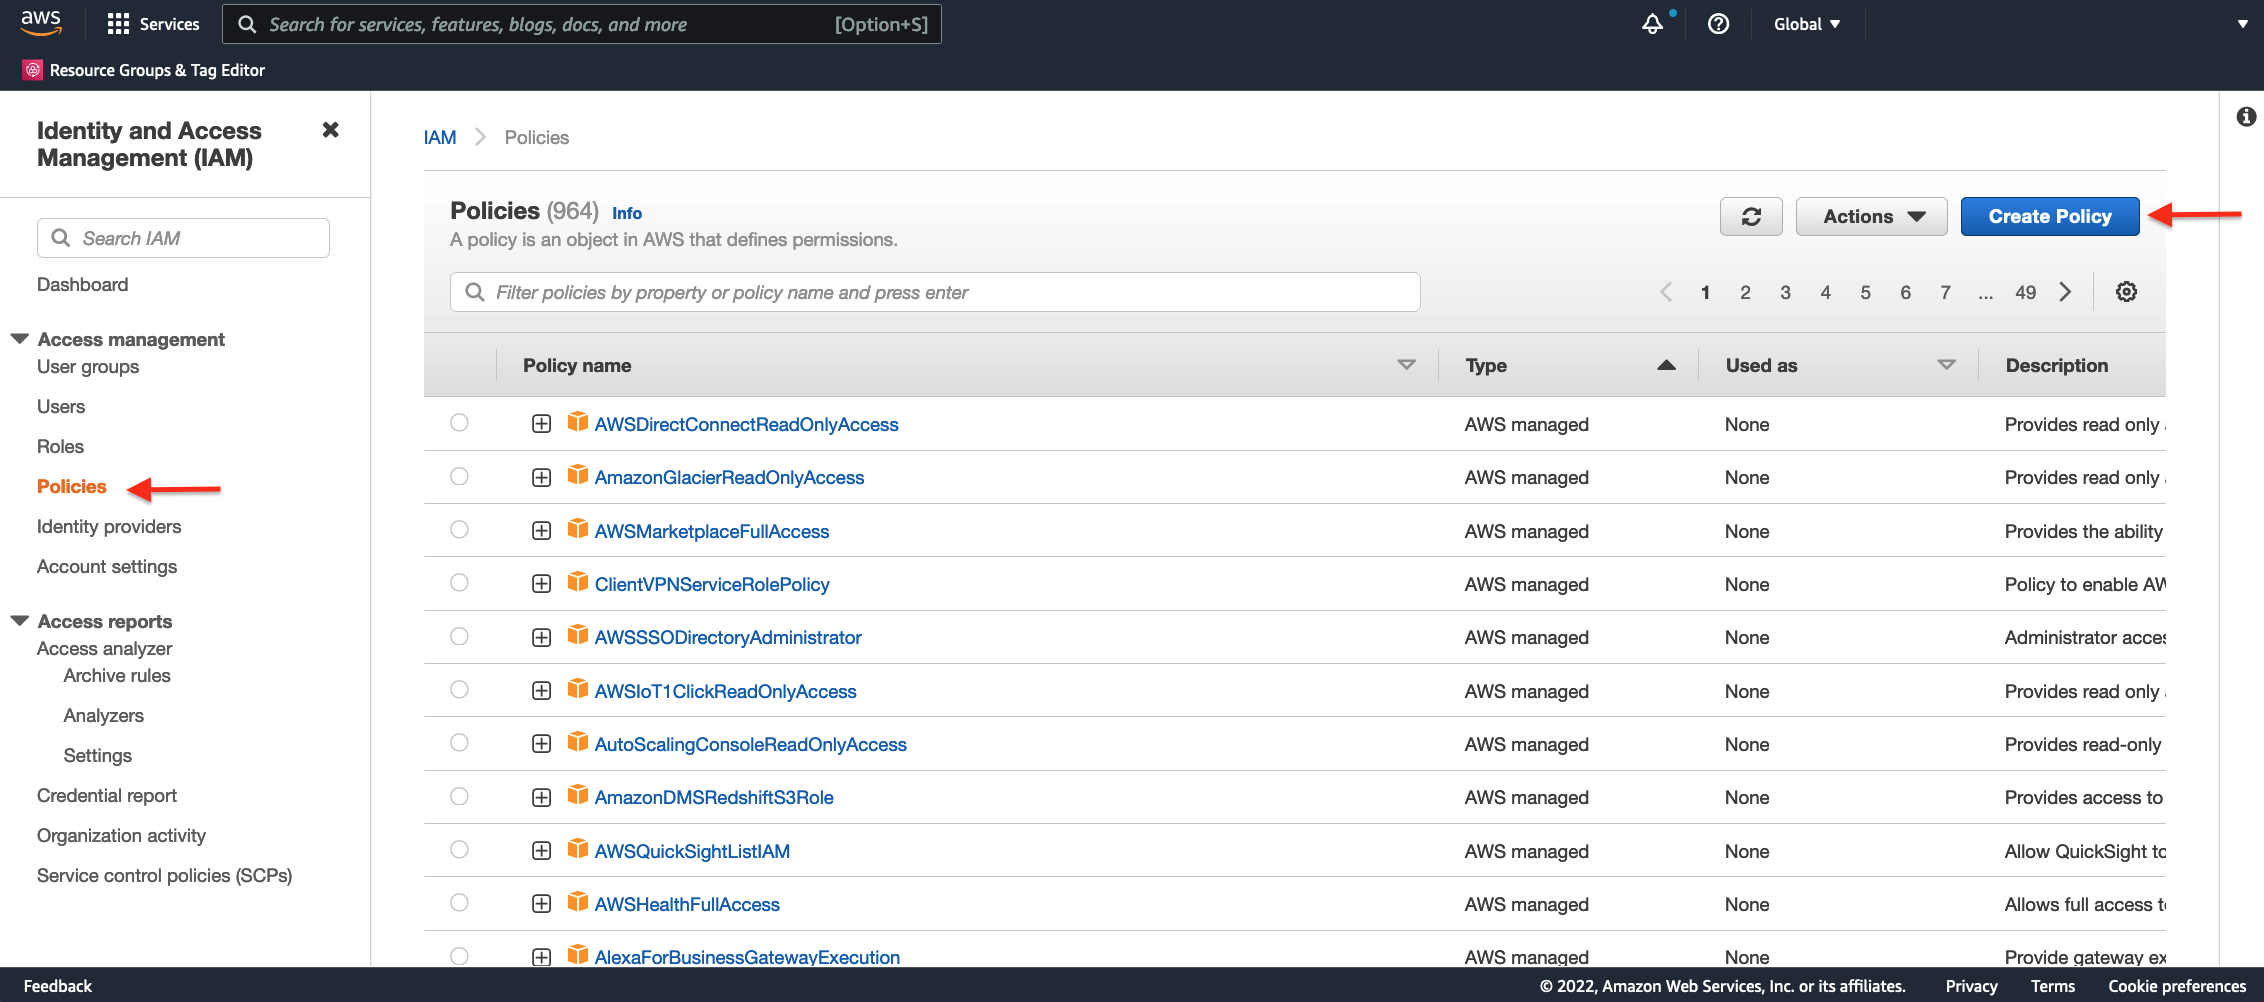 aws
Services
Search for services, features, blogs, docs, and more [Option+S]
Global
Resource Groups & Tag Editor
Identity and Access
Management (IAM)
Search IAM
Dashboard
Access management
User groups
Users
Roles
Policies
Identity providers
Account settings
Access reports
Access analyzer
Archive rules
Analyzers
Settings
Credential report
Organization activity
Service control policies (SCPs)
IAM Policies
Policies (964) Info
A policy is an object in AWS that defines permissions.
Actions
Create Policy
Filter policies by property or policy name and press enter
1 2 3 4 5 6 7 ... 49
Policy name Type Used as Description
AWSDirectConnectReadOnlyAccess AWS managed None Provides read only
AmazonGlacierReadOnlyAccess AWS managed None Provides read only
AWSMarketplaceFullAccess AWS managed None Provides the ability
ClientVPNServiceRolePolicy AWS managed None Policy to enable AW
AWSSSODirectoryAdministrator AWS managed None Administrator acces
AWSIoT1ClickReadOnlyAccess AWS managed None Provides read only
AutoScalingConsoleReadOnlyAccess AWS managed None Provides read-only
AmazonDMSRedshiftS3Role AWS managed None Provides access to
AWSQuickSightListIAM AWS managed None Allow QuickSight to
AWSHealthFullAccess AWS managed None Allows full access t
AlexaForBusinessGatewayExecution AWS managed None Provide gateway ex
Feedback
© 2022, Amazon Web Services, Inc. or its affiliates. Privacy Terms Cookie preferences